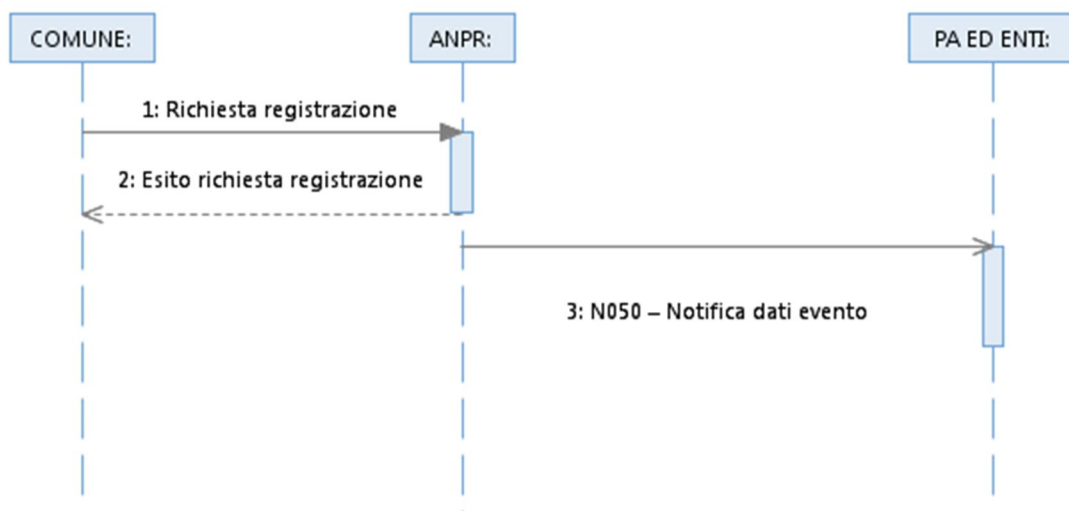 COMUNE:
ANPR:
PA ED ENTI:
1: Richiesta registrazione
2: Esito richiesta registrazione
3: N050 – Notifica dati evento